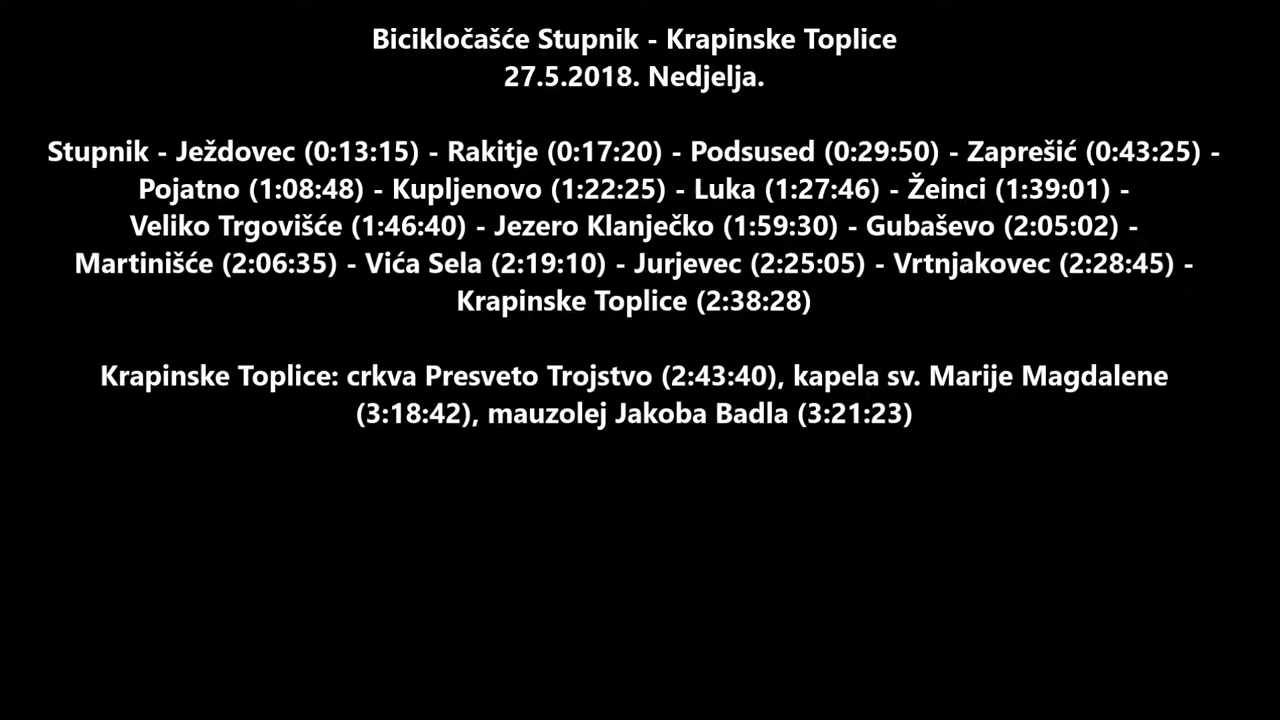 Bicikločašće Stupnik - Krapinske Toplice
27.5.2018. Nedjelja.
Stupnik - Ježdovec (0:13:15) - Rakitje (0:17:20) - Podsused (0:29:50) - Zaprešić (0:43:25) -
Pojatno (1:08:48) - Kupljenovo (1:22:25) - Luka (1:27:46) - Žeinci (1:39:01) -
Veliko Trgovišće (1:46:40) - Jezero Klanječko (1:59:30) - Gubaševo (2:05:02) -
Martinišće (2:06:35) - Vića Sela (2:19:10) - Jurjevec (2:25:05) - Vrtnjakovec (2:28:45) -
Krapinske Toplice (2:38:28)
Krapinske Toplice: crkva Presveto Trojstvo (2:43:40), kapela sv. Marije Magdalene
(3:18:42), mauzolej Jakoba Badla (3:21:23)